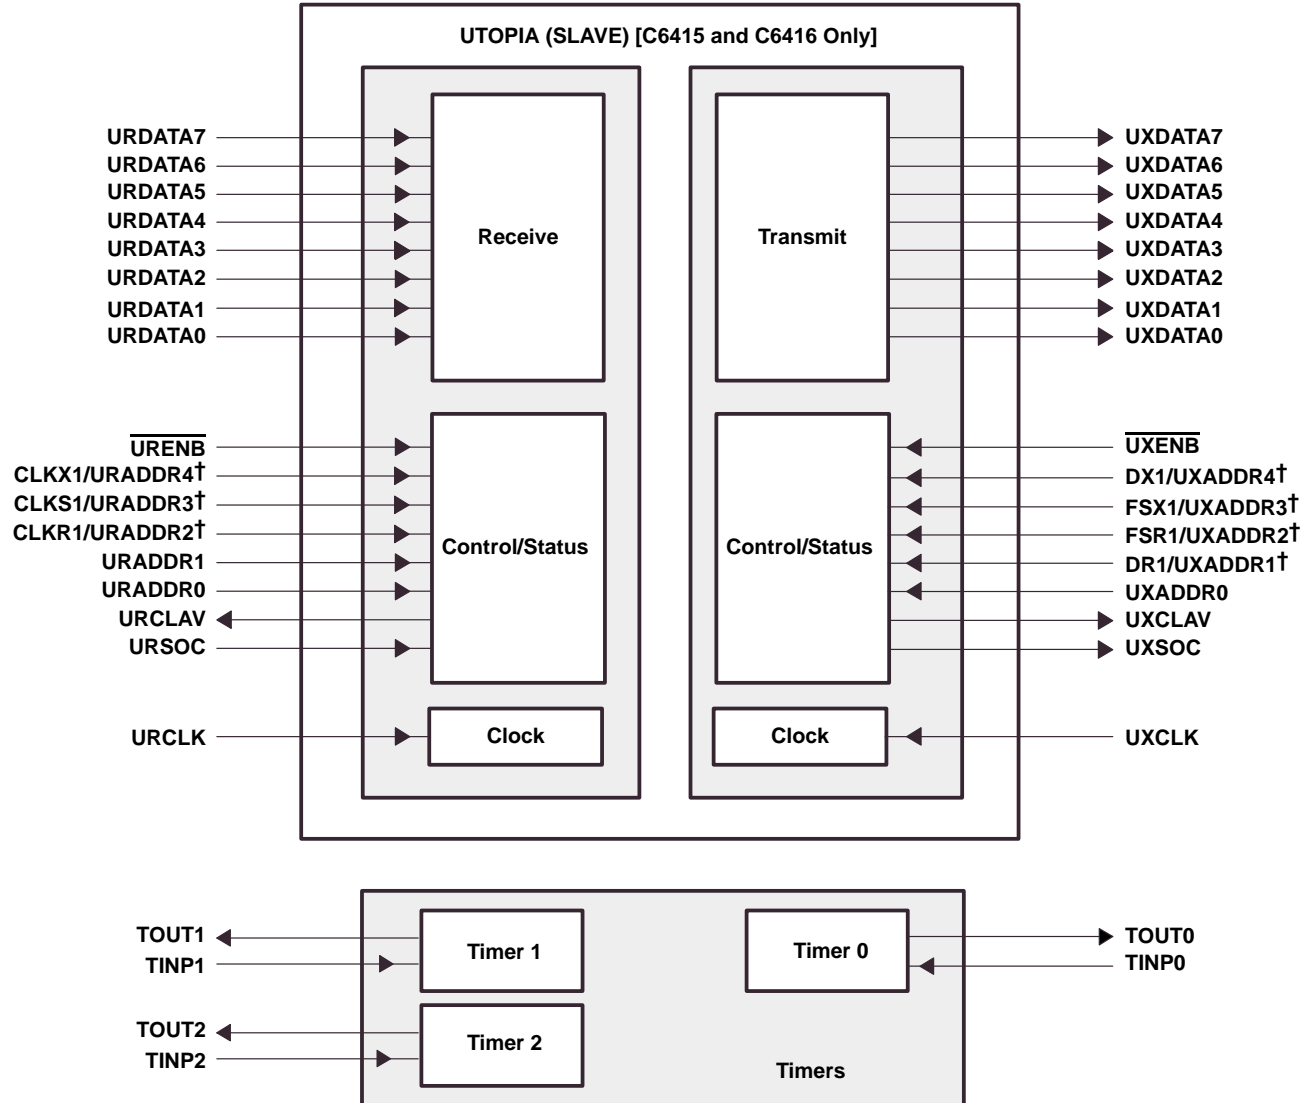 UTOPIA (SLAVE) [C6415 and C6416 Only]
URDATA7
URDATA6
URDATA5
URDATA4
URDATA3
URDATA2
URDATA1
URDATA0
Receive
Transmit
UXDATA7
UXDATA6
UXDATA5
UXDATA4
UXDATA3
UXDATA2
UXDATA1
UXDATA0
URENB
CLKX1/URADDR4†
CLKS1/URADDR3†
CLKR1/URADDR2†
URADDR1
URADDR0
URCLAV
URSOC
Control/Status
Control/Status
UXENB
DX1/UXADDR4†
FSX1/UXADDR3†
FSR1/UXADDR2†
DR1/UXADDR1†
UXADDR0
UXCLAV
UXSOC
URCLK
Clock
Clock
UXCLK
TOUT1
TINP1
Timer 1
Timer 0
TOUT0
TINP0
TOUT2
TINP2
Timer 2
Timers